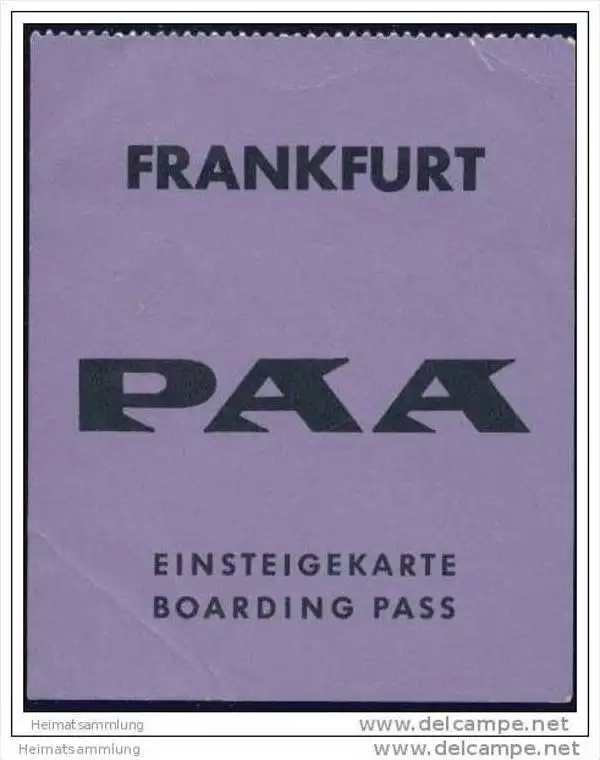 FRANKFURT
PAA
EINSTEIGEKARTE
BOARDING PASS
Heimatsammlung
www.delcampe.net
Heimatsammlung
www.delcampe.net